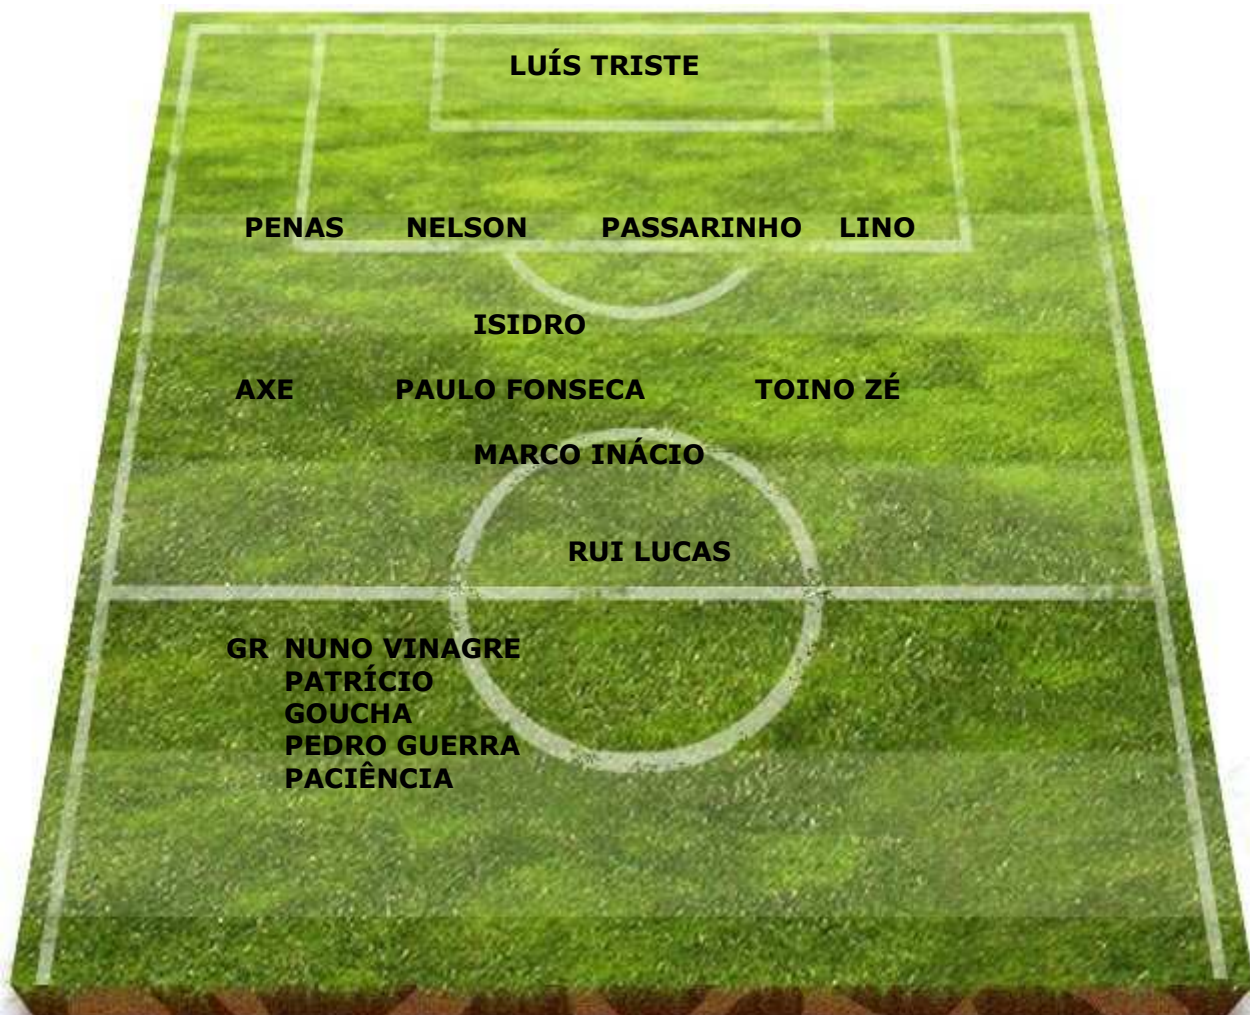 LUÍS TRISTE
PENAS NELSON PASSARINHO LINO
ISIDRO
AXE PAULO FONSECA TOINO ZÉ
MARCO INÁCIO
RUI LUCAS
GR NUNO VINAGRE
PATRÍCIO
GOUCHA
PEDRO GUERRA
PACIÊNCIA